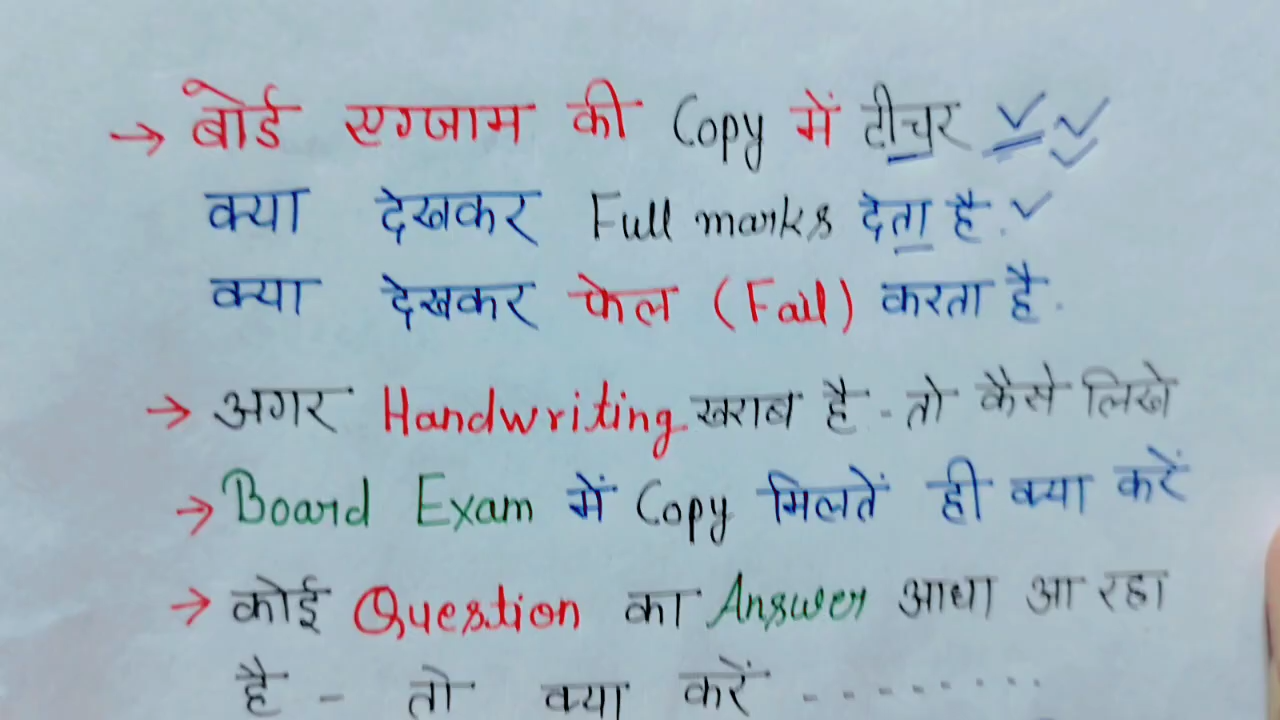 → बोर्ड एग्जाम की Copy में टीचर
क्या देखकर Full marks देता है.
क्या देखकर फेल (Fail) करता है.
→ अगर Handwriting खराब है - तो कैसे लिखे
→ Board Exam में Copy मिलतें ही क्या करें
→ कोई Question का Answer आधा आ रहा
है - तो क्या करें - - - - - - - -